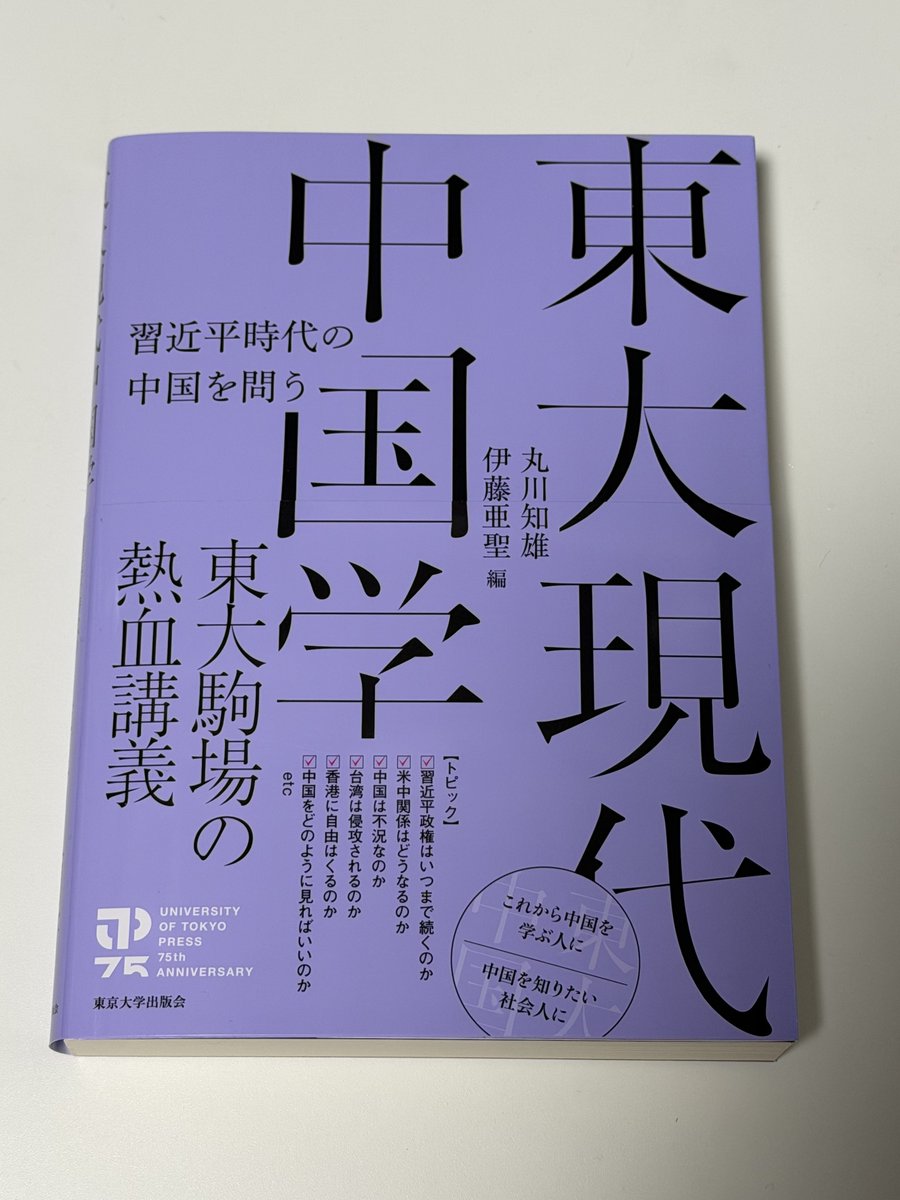 東大現代
中国学
習近平時代の
中国を問う
丸川知雄
伊藤亜聖 編
東大駒場の
熱血講義
【トピック】
☑習近平政権はいつまで続くのか
☑米中関係はどうなるのか
☑中国は不況なのか
☑台湾は侵攻されるのか
☑香港に自由はくるのか
☑中国をどのように見ればいいのか
etc
これから中国を
学ぶ人に
中国を知りたい
社会人に
東大
中国
UNIVERSITY
OF TOKYO
PRESS
75th
ANNIVERSARY
75
東京大学出版会